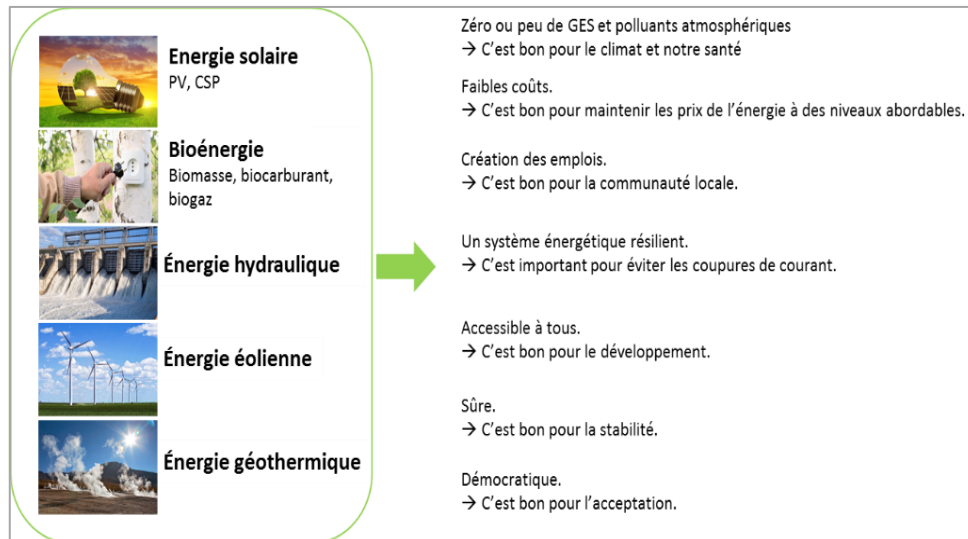 Energie solaire
PV, CSP
Bioénergie
Biomasse, biocarburant,
biogaz
Énergie hydraulique
Énergie éolienne
Énergie géothermique
Zéro ou peu de GES et polluants atmosphériques
→ C’est bon pour le climat et notre santé
Faibles coûts.
→ C’est bon pour maintenir les prix de l’énergie à des niveaux abordables.
Création des emplois.
→ C’est bon pour la communauté locale.
Un système énergétique résilient.
→ C’est important pour éviter les coupures de courant.
Accessible à tous.
→ C’est bon pour le développement.
Sûre.
→ C’est bon pour la stabilité.
Démocratique.
→ C’est bon pour l’acceptation.